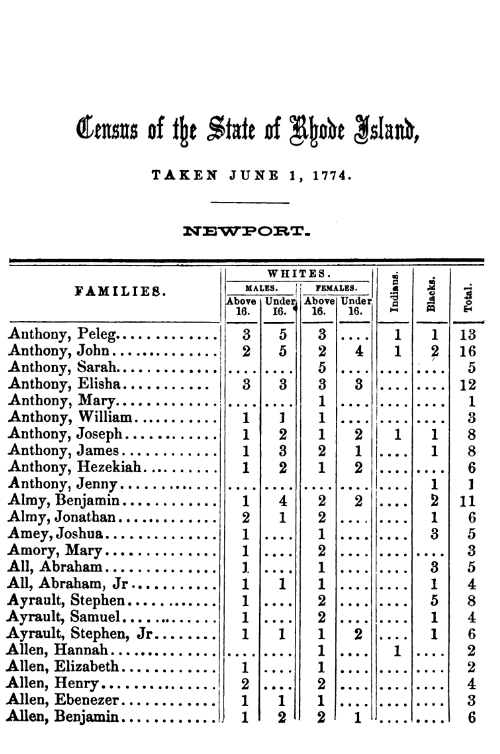 Census of the State of Rhode Island,
TAKEN JUNE 1, 1774.
NEWPORT.
FAMILIES. WHITES. Indians. Blacks. Total.
MALES. FEMALES.
Above 16. Under 16. Above 16. Under 16.
Anthony, Peleg.............. 3 5 3 .... 1 1 13
Anthony, John.............. 2 5 2 4 1 2 16
Anthony, Sarah.............. .... .... 5 .... .... .... 5
Anthony, Elisha............ 3 3 3 3 .... .... 12
Anthony, Mary.............. .... .... 1 .... .... .... 1
Anthony, William........... 1 1 1 .... .... .... 3
Anthony, Joseph............ 1 2 1 2 1 1 8
Anthony, James............. 1 3 2 1 .... 1 8
Anthony, Hezekiah.......... 1 2 1 2 .... .... 6
Anthony, Jenny............. .... .... .... .... .... 1 1
Almy, Benjamin............. 1 4 2 2 .... 2 11
Almy, Jonathan............. 2 1 2 .... .... 1 6
Amey, Joshua............... 1 .... 1 .... .... 3 5
Amory, Mary................ 1 .... 2 .... .... .... 3
All, Abraham............... 1 .... 1 .... .... 3 5
All, Abraham, Jr........... 1 1 1 .... .... 1 4
Ayrault, Stephen........... 1 .... 2 .... .... 5 8
Ayrault, Samuel............ 1 .... 2 .... .... 1 4
Ayrault, Stephen, Jr........ 1 1 1 2 .... 1 6
Allen, Hannah.............. .... .... 1 .... 1 .... 2
Allen, Elizabeth............ 1 .... 1 .... .... .... 2
Allen, Henry............... 2 .... 2 .... .... .... 4
Allen, Ebenezer............ 1 1 1 .... .... .... 3
Allen, Benjamin............ 1 2 2 1 .... .... 6